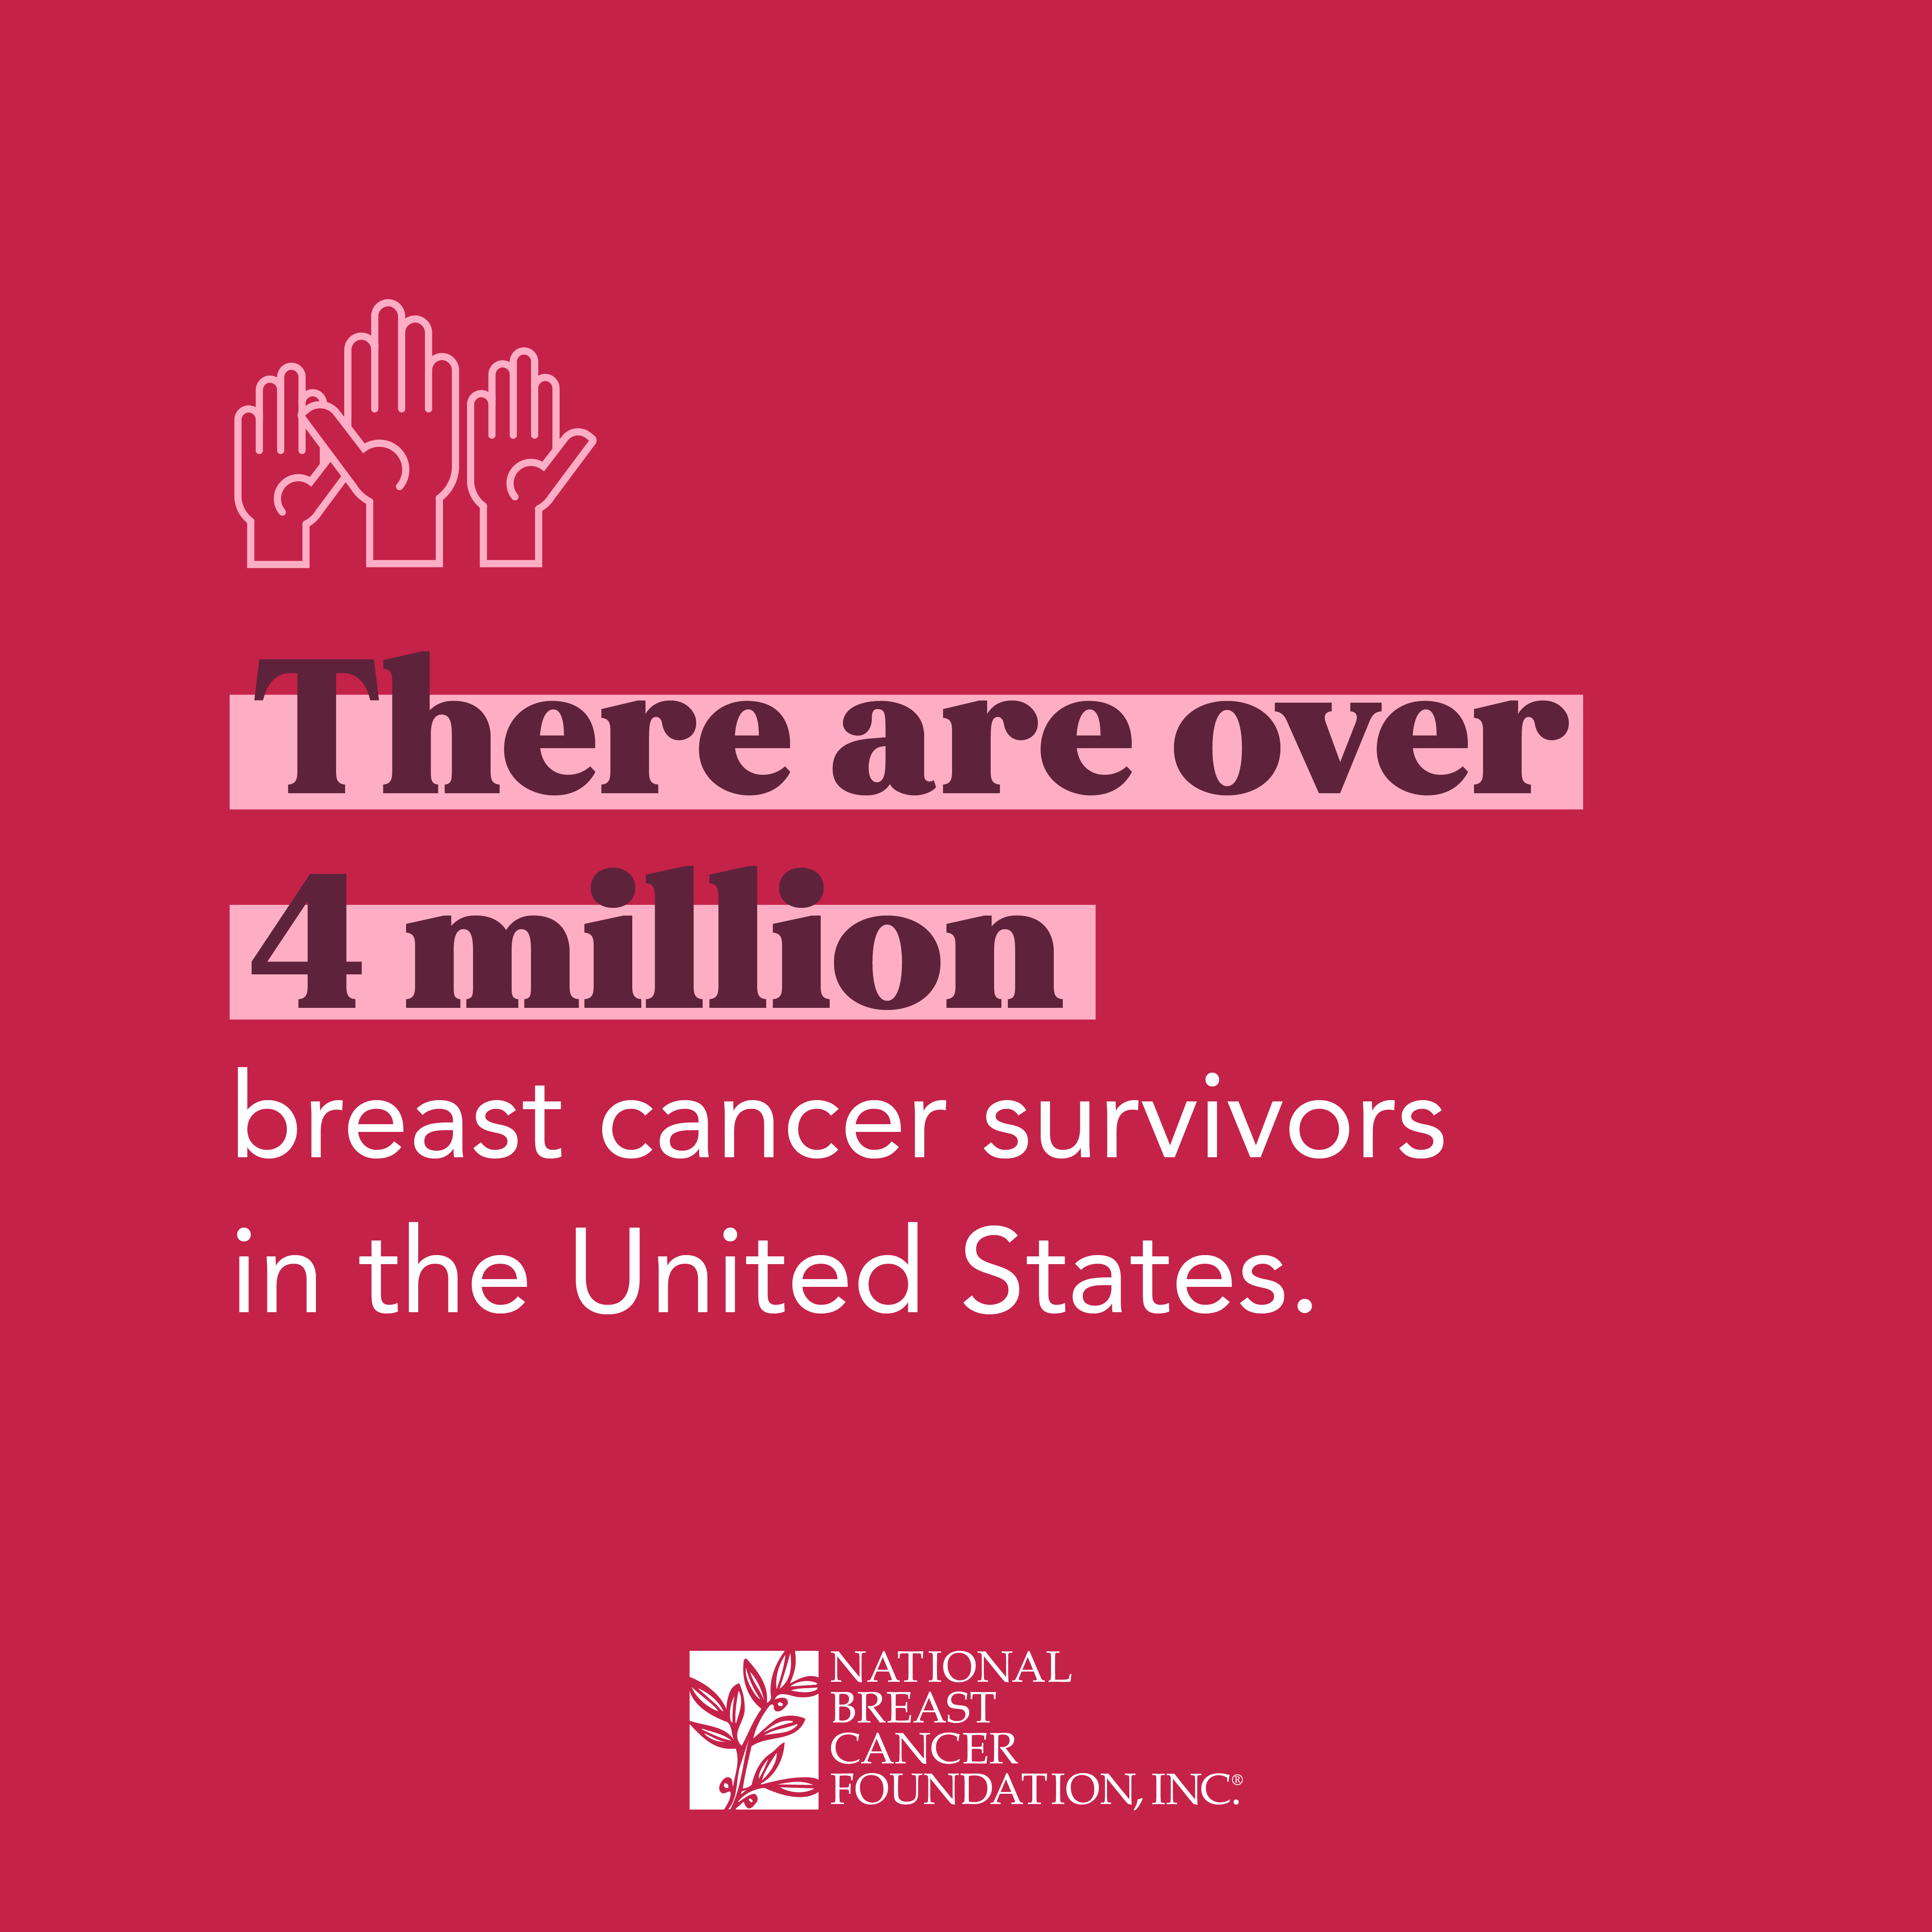 There are over
4 million
breast cancer survivors
in the United States.
NATIONAL
BREAST
CANCER
FOUNDATION, INC.®